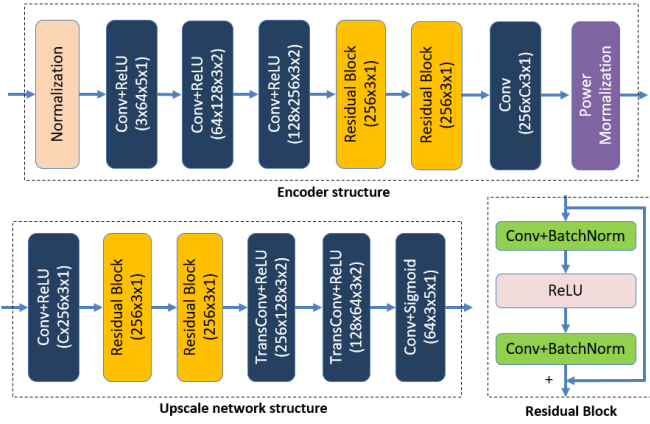 Normalization
Conv+ReLU
(3x64x5x1)
Conv+ReLU
(64x128x3x2)
Conv+ReLU
(128x256x3x2)
Residual Block
(256x3x1)
Residual Block
(256x3x1)
Conv
(256xCx3x1)
Power
Mormalization
Encoder structure
Conv+ReLU
(Cx256x3x1)
Residual Block
(256x3x1)
Residual Block
(256x3x1)
TransConv+ReLU
(256x128x3x2)
TransConv+ReLU
(128x64x3x2)
Conv+Sigmoid
(64x3x5x1)
Upscale network structure
Conv+BatchNorm
ReLU
Conv+BatchNorm
+
Residual Block